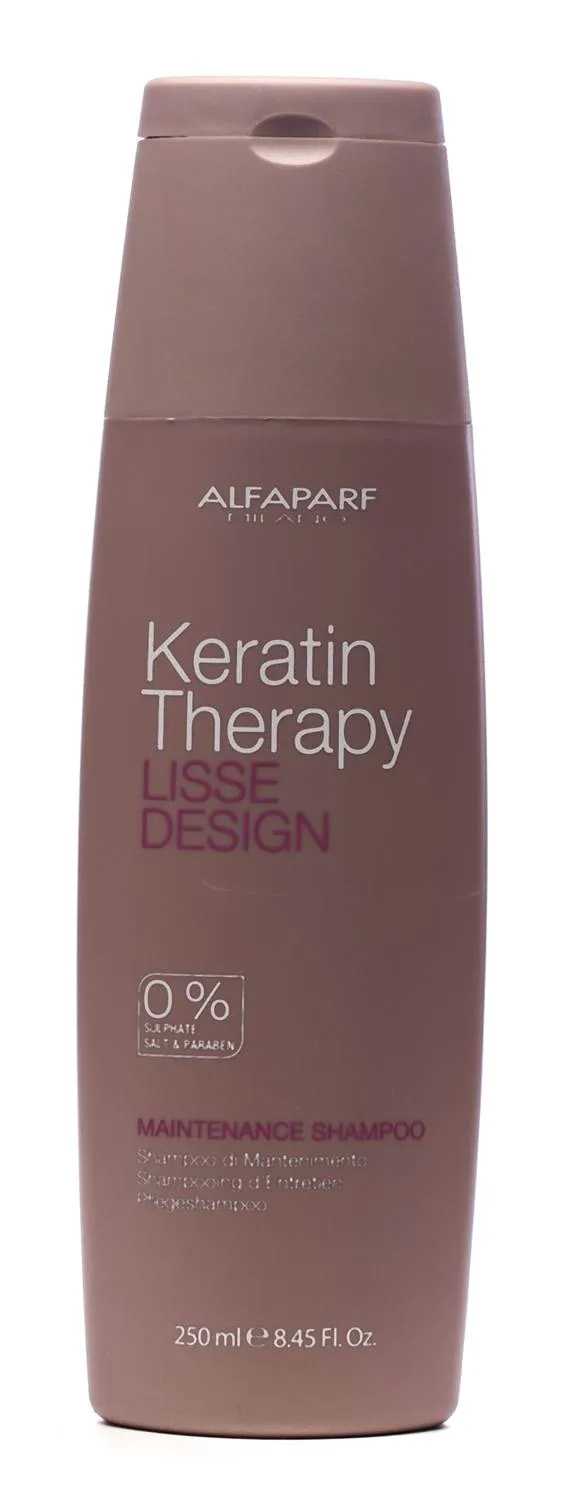 ALFAPARF
MILANO
Keratin
Therapy
LISSE
DESIGN
0 %
SULPHATE
SALT & PARABEN
MAINTENANCE SHAMPOO
Shampoo di Mantenimento
Shampooing d'Entretien
Pflegeshampoo
250 ml e 8.45 Fl. Oz.